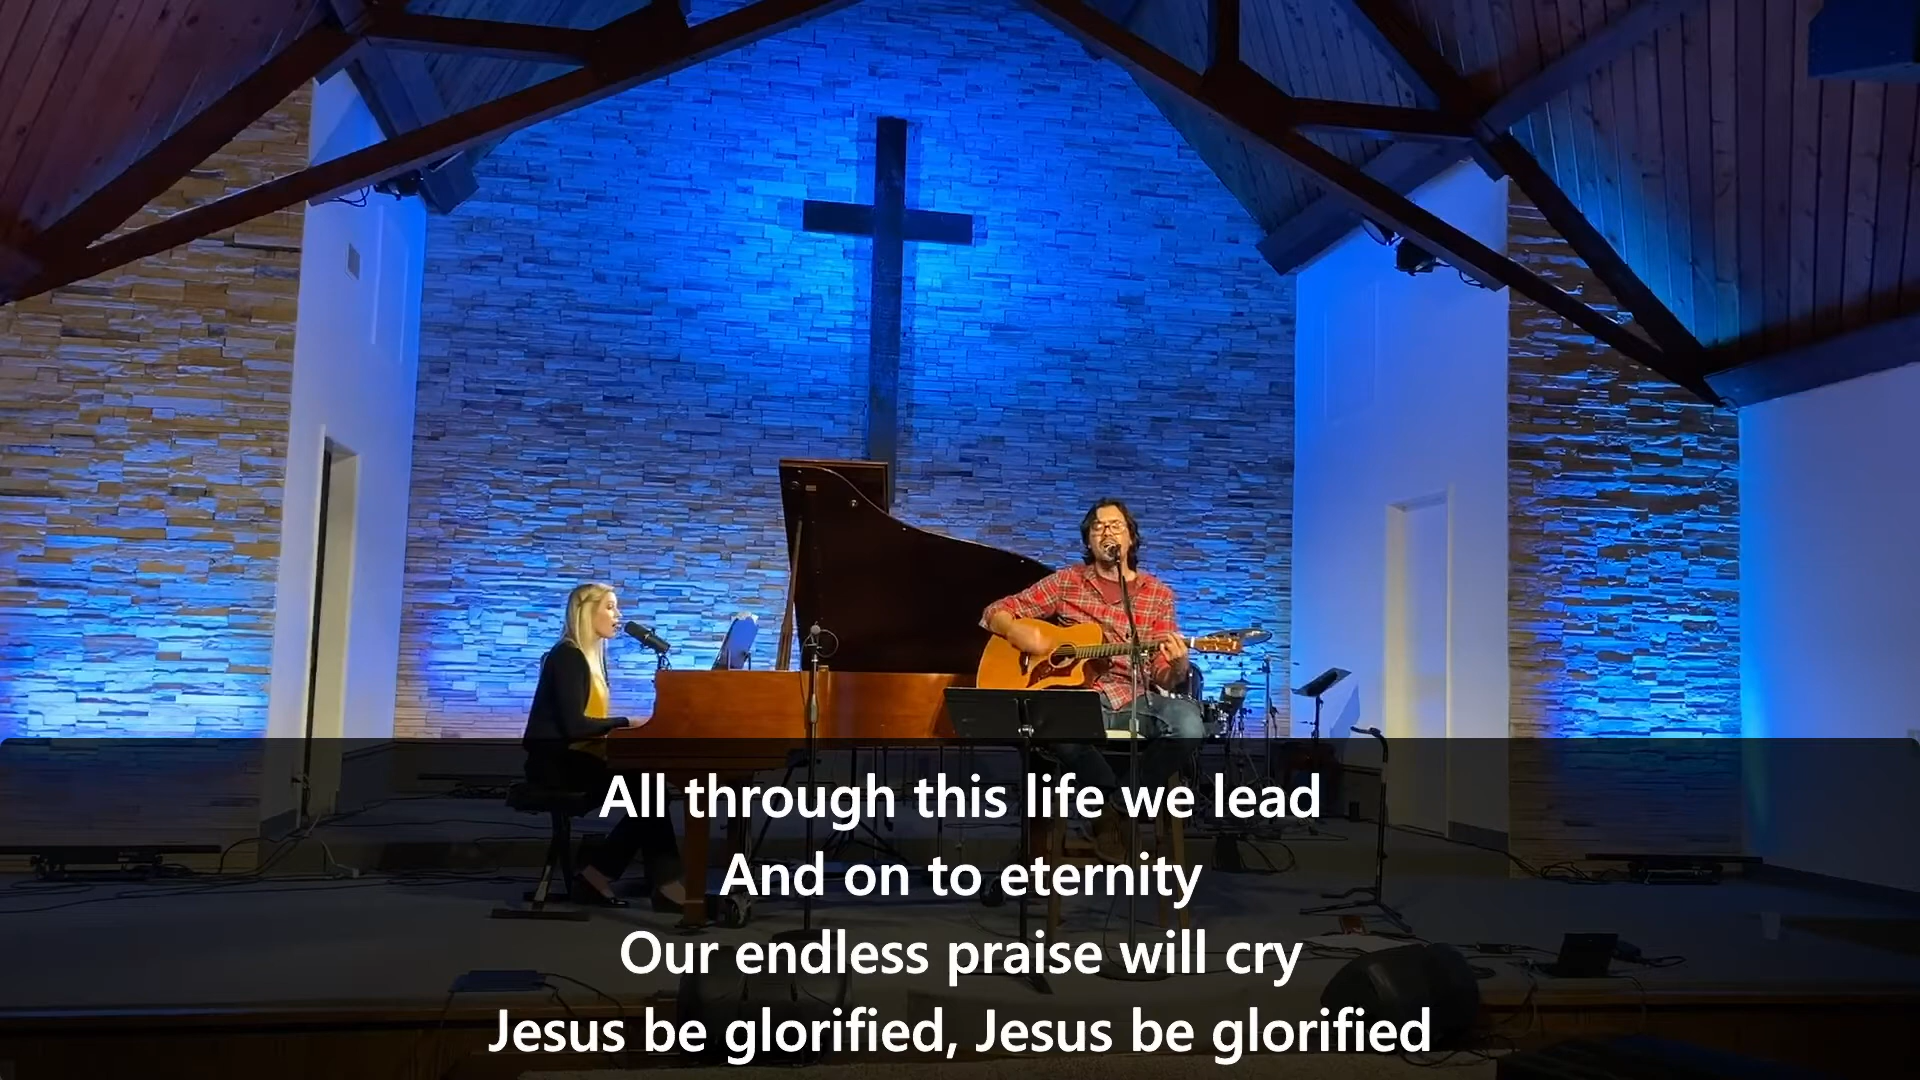 All through this life we lead
And on to eternity
Our endless praise will cry
Jesus be glorified, Jesus be glorified